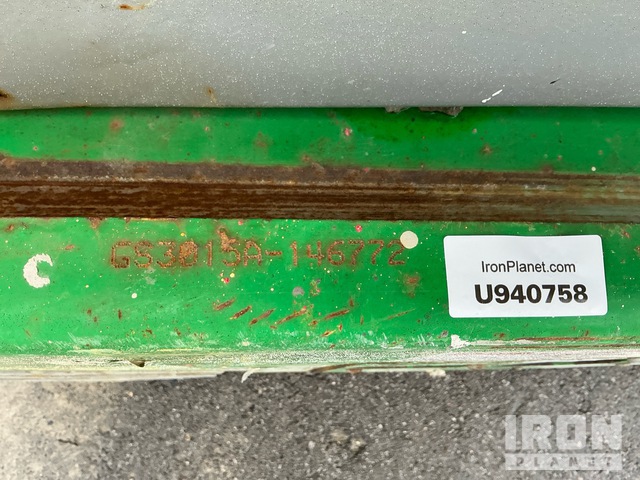 GS3015A-146772
C
IronPlanet.com
U940758
IRON
PLANET